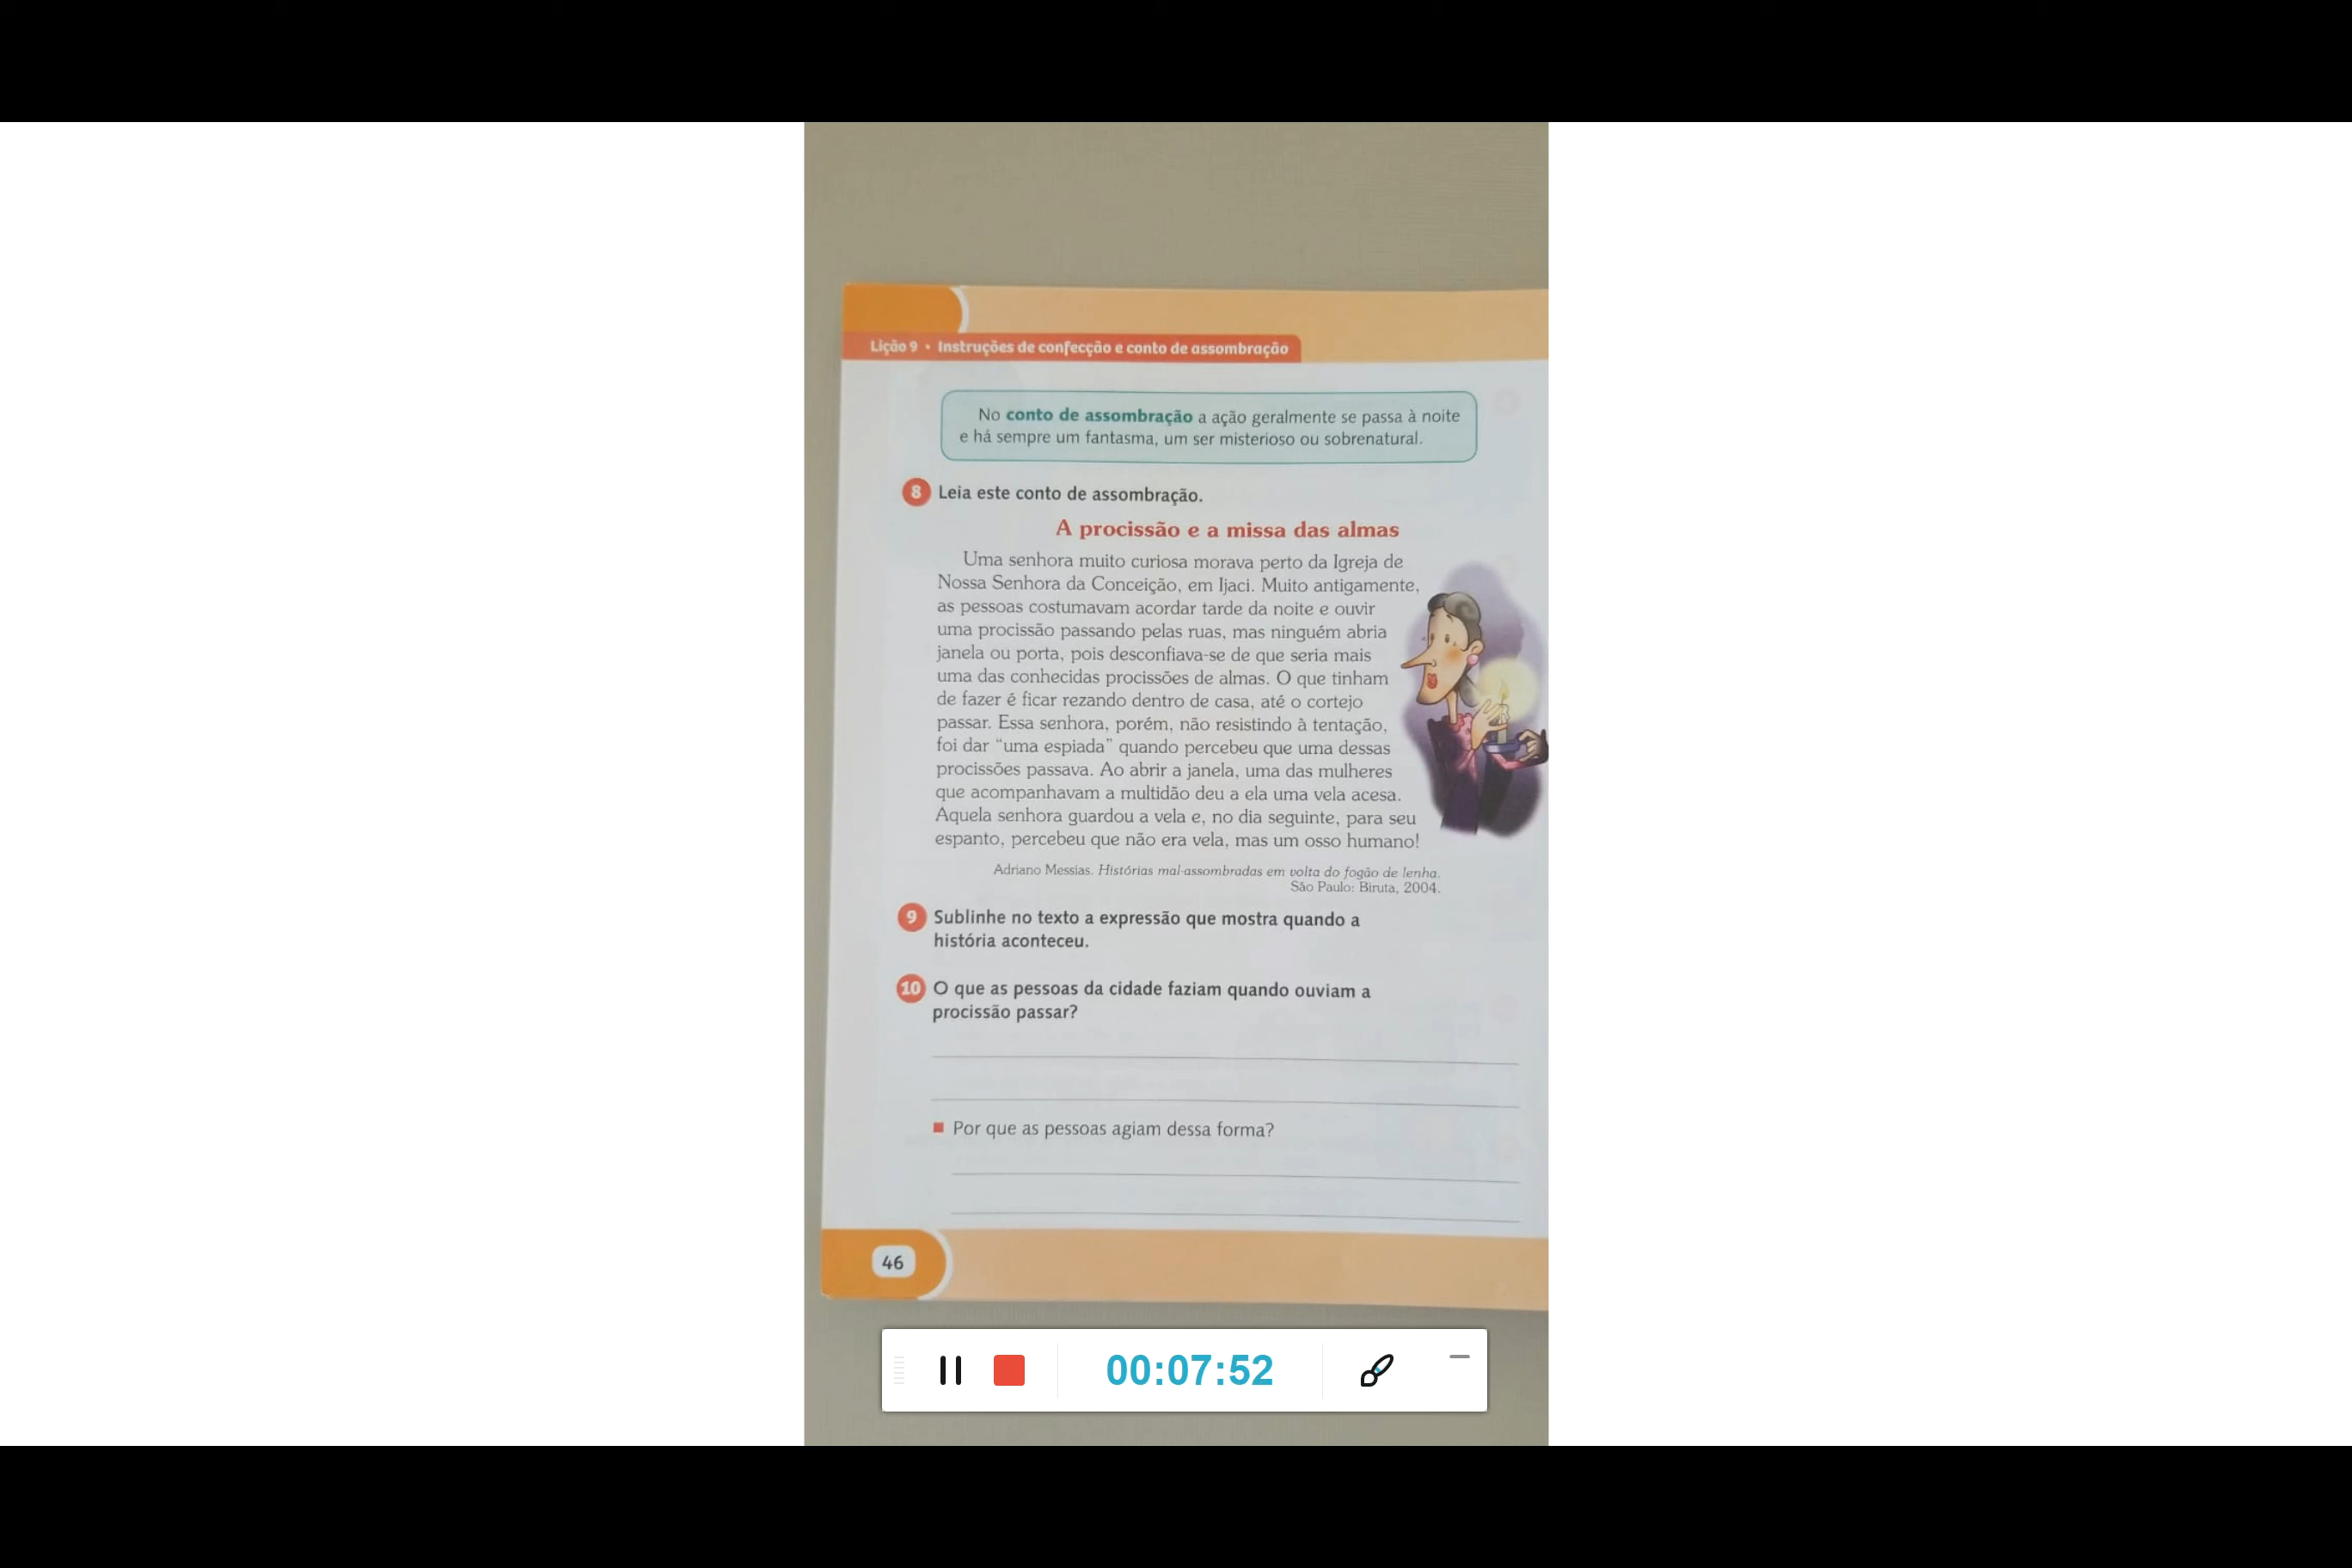 Lição 9 • Instruções de confecção e conto de assombração
No conto de assombração a ação geralmente se passa à noite
e há sempre um fantasma, um ser misterioso ou sobrenatural.
8 Leia este conto de assombração.
A procissão e a missa das almas
Uma senhora muito curiosa morava perto da Igreja de
Nossa Senhora da Conceição, em Ijaci. Muito antigamente,
as pessoas costumavam acordar tarde da noite e ouvir
uma procissão passando pelas ruas, mas ninguém abria
janela ou porta, pois desconfiava-se de que seria mais
uma das conhecidas procissões de almas. O que tinham
de fazer é ficar rezando dentro de casa, até o cortejo
passar. Essa senhora, porém, não resistindo à tentação,
foi dar “uma espiada” quando percebeu que uma dessas
procissões passava. Ao abrir a janela, uma das mulheres
que acompanhavam a multidão deu a ela uma vela acesa.
Aquela senhora guardou a vela e, no dia seguinte, para seu
espanto, percebeu que não era vela, mas um osso humano!
Adriano Messias. Histórias mal-assombradas em volta do fogão de lenha.
São Paulo: Biruta, 2004.
9 Sublinhe no texto a expressão que mostra quando a
história aconteceu.
10 O que as pessoas da cidade faziam quando ouviam a
procissão passar?
Por que as pessoas agiam dessa forma?
46
00:07:52